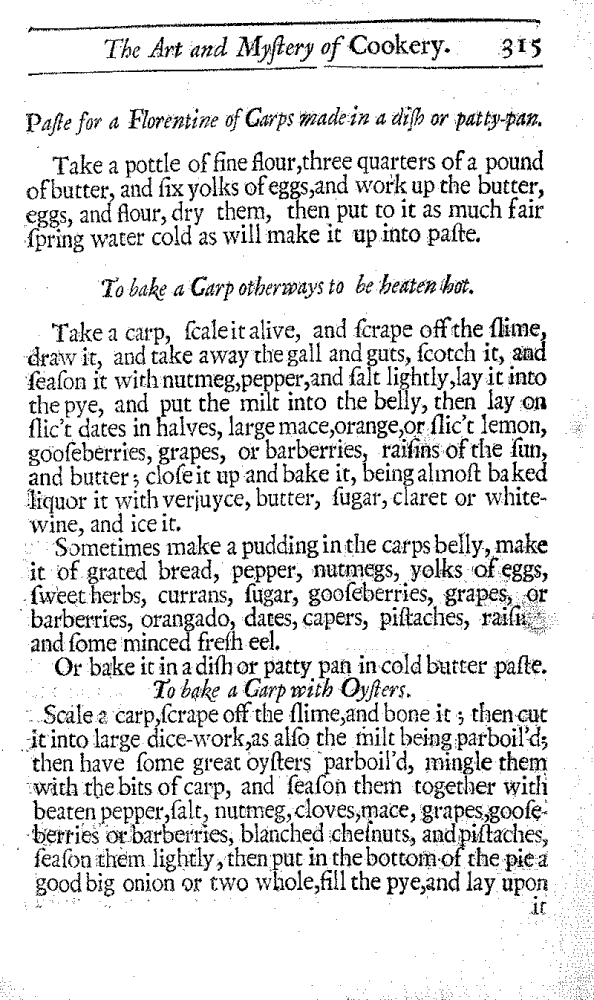 The Art and Myſtery of Cookery. 315
Paſte for a Florentine of Carps made in a diſh or patty-pan.
Take a pottle of fine flour, three quarters of a pound
of butter, and ſix yolks of eggs, and work up the butter,
eggs, and flour, dry them, then put to it as much fair
ſpring water cold as will make it up into paſte.
To bake a Carp otherways to be heaten hot.
Take a carp, ſcale it alive, and ſcrape off the ſlime,
draw it, and take away the gall and guts, ſcotch it, and
ſeaſon it with nutmeg, pepper, and ſalt lightly, lay it into
the pye, and put the milt into the belly, then lay on
ſlic't dates in halves, large mace, orange, or ſlic't lemon,
gooſeberries, grapes, or barberries, raiſins of the ſun,
and butter; cloſe it up and bake it, being almoſt baked
liquor it with verjuyce, butter, ſugar, claret or white-
wine, and ice it.
Sometimes make a pudding in the carps belly, make
it of grated bread, pepper, nutmegs, yolks of eggs,
ſweet herbs, currans, ſugar, gooſeberries, grapes, or
barberries, orangado, dates, capers, piſtaches,
and ſome minced freſh eel.
Or bake it in a diſh or patty pan in cold butter paſte.
To bake a Carp with Oyſters.
Scale a carp, ſcrape off the ſlime, and bone it; then cut
it into large dice-work, as alſo the milt being parboil'd;
then have ſome great oyſters parboil'd, mingle them
with the bits of carp, and ſeaſon them together with
beaten pepper, ſalt, nutmeg, cloves, mace, grapes, gooſe-
berries or barberries, blanched cheſnuts, and piſtaches,
ſeaſon them lightly, then put in the bottom of the pie a
good big onion or two whole, fill the pye, and lay upon
it